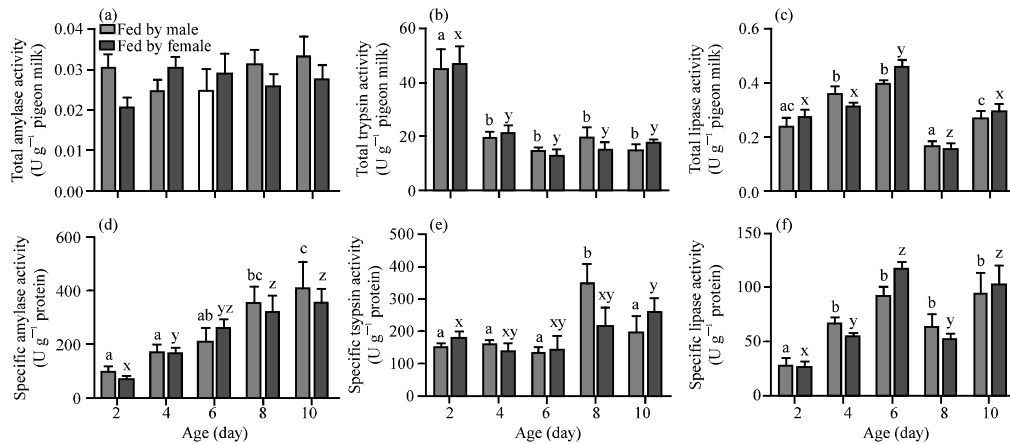 (a)
Fed by male
Fed by female
Total amylase activity
(U g⁻¹ pigeon milk)
0.04
0.03
0.02
0.01
0.00
(b)
Total trypsin activity
(U g⁻¹ pigeon milk)
60
40
20
0
a x
b y
b y
b y
b y
(c)
Total lipase activity
(U g⁻¹ pigeon milk)
0.6
0.4
0.2
0.0
ac x
b x
b y
a z
c x
(d)
Specific amylase activity
(U g⁻¹ protein)
600
400
200
0
a x
a y
ab yz
bc z
c z
2 4 6 8 10
Age (day)
(e)
Specific tsypsin activity
(U g⁻¹ protein)
500
400
300
200
100
0
a x
a xy
a xy
b xy
a y
2 4 6 8 10
Age (day)
(f)
Specific lipase activity
(U g⁻¹ protein)
150
100
50
0
a x
b y
b z
b y
b z
2 4 6 8 10
Age (day)